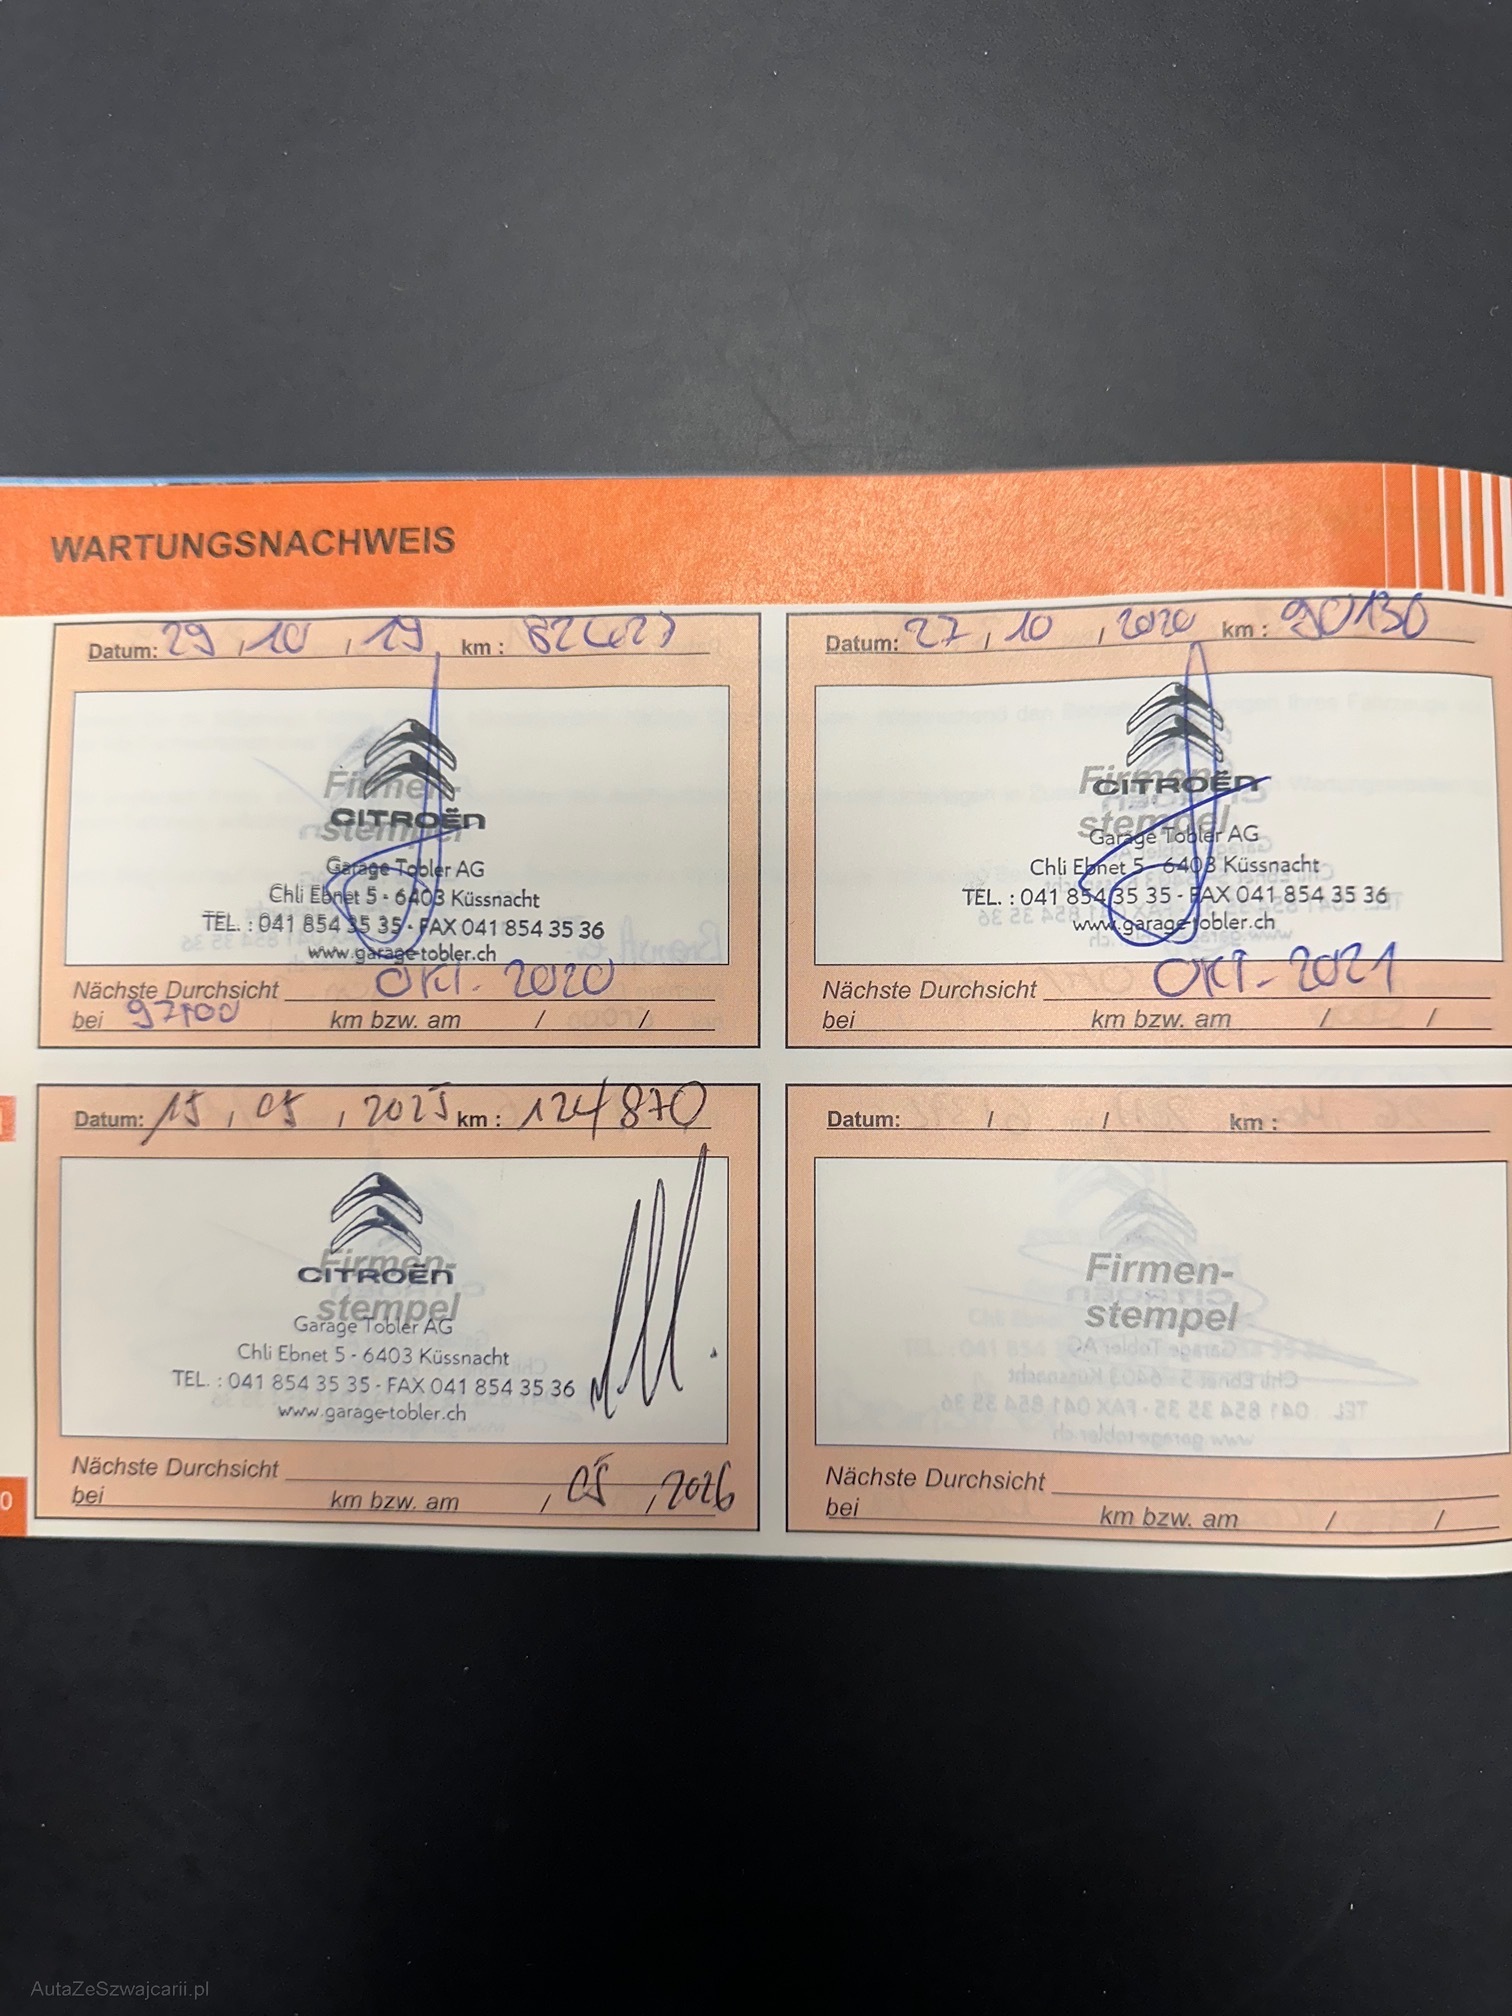 WARTUNGSNACHWEIS
Datum: 29 , 10 , 19 km :
Firmen-
stempel
CITROËN
Garage Tobler AG
Chli Ebnet 5 - 6403 Küssnacht
TEL. : 041 854 35 35 - FAX 041 854 35 36
www.garage-tobler.ch
Nächste Durchsicht OKT. 2020
bei 97100 km bzw. am / /
Datum: 27 , 10 , 2020 km : 90130
Firmen-
stempel
CITROËN
Garage Tobler AG
Chli Ebnet 5 - 6403 Küssnacht
TEL. : 041 854 35 35 - FAX 041 854 35 36
www.garage-tobler.ch
Nächste Durchsicht OKT. 2021
bei km bzw. am / /
Datum: 15 , 05 , 2025 km : 124870
Firmen-
stempel
CITROËN
Garage Tobler AG
Chli Ebnet 5 - 6403 Küssnacht
TEL. : 041 854 35 35 - FAX 041 854 35 36
www.garage-tobler.ch
Nächste Durchsicht
bei km bzw. am , 05 , 2026
Datum: / / km :
Firmen-
stempel
Nächste Durchsicht
bei km bzw. am / /
0
AutaZeSzwajcarii.pl